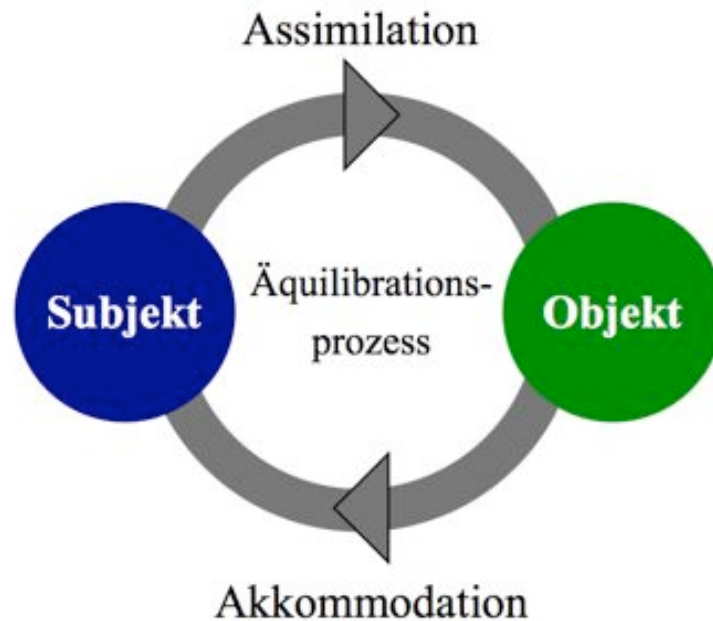 Assimilation
Subjekt
Äquilibrations-
prozess
Objekt
Akkommodation